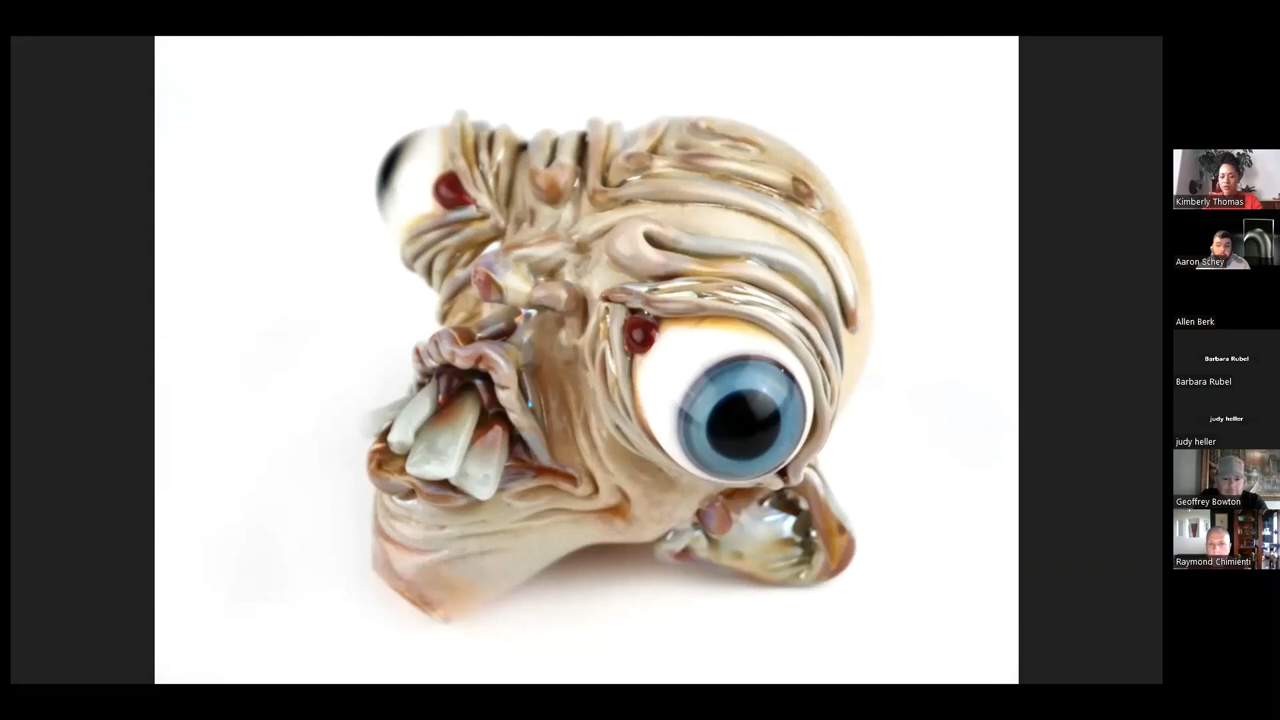 Kimberly Thomas
Aaron Schey
Allen Berk
Barbara Rubel
Barbara Rubel
judy heller
judy heller
Geoffrey Bowton
Raymond Chimienti